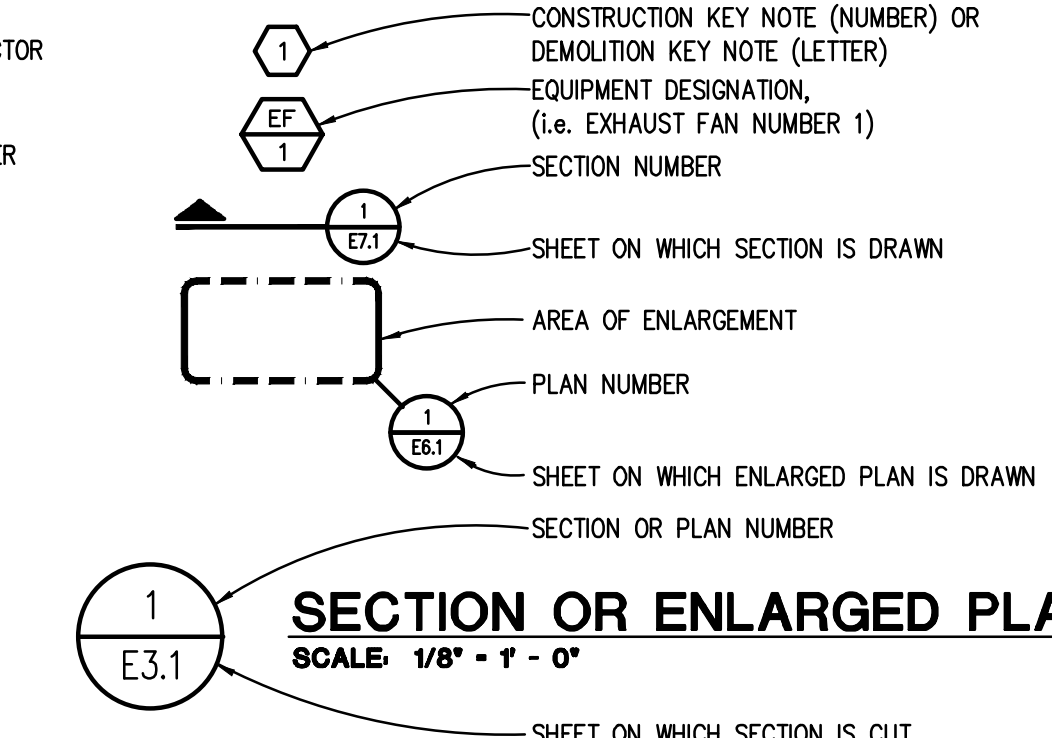 CONSTRUCTION KEY NOTE (NUMBER) OR
CTOR
1
DEMOLITION KEY NOTE (LETTER)
EQUIPMENT DESIGNATION,
EF
(i.e. EXHAUST FAN NUMBER 1)
1
ER
SECTION NUMBER
1
E7.1
SHEET ON WHICH SECTION IS DRAWN
AREA OF ENLARGEMENT
PLAN NUMBER
1
E6.1
SHEET ON WHICH ENLARGED PLAN IS DRAWN
SECTION OR PLAN NUMBER
1
SECTION OR ENLARGED PLA
E3.1
SCALE: 1/8" = 1' - 0"
SHEET ON WHICH SECTION IS CUT